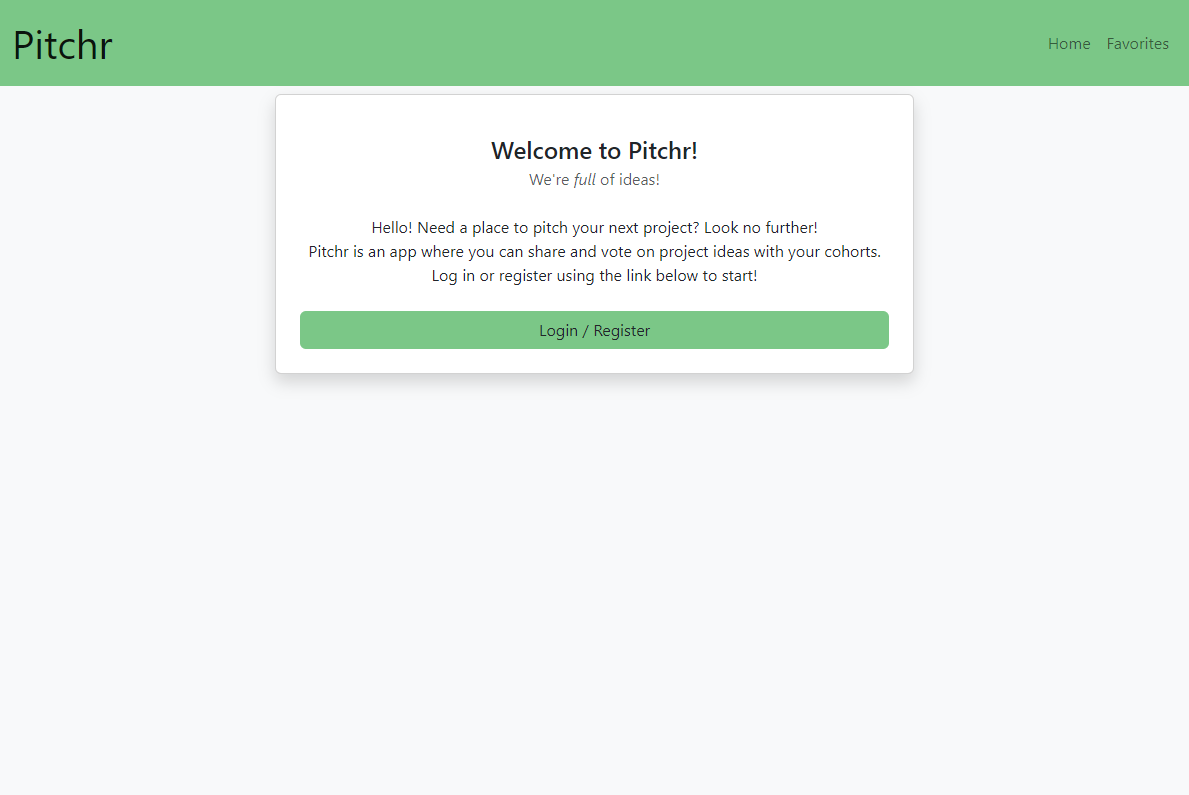 Pitchr
Home Favorites
Welcome to Pitchr!
We're full of ideas!
Hello! Need a place to pitch your next project? Look no further!
Pitchr is an app where you can share and vote on project ideas with your cohorts.
Log in or register using the link below to start!
Login / Register